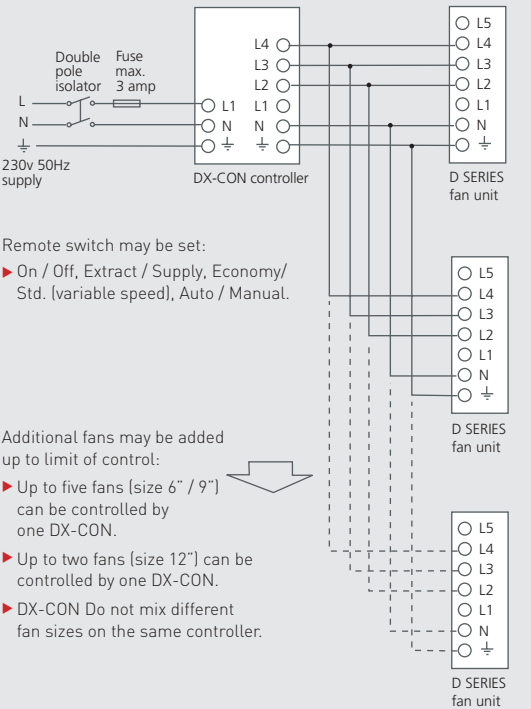 Double pole isolator
Fuse max. 3 amp
L
N
230v 50Hz
supply
L1
N
L4
L3
L2
L1
N
DX-CON controller
L5
L4
L3
L2
L1
N
D SERIES
fan unit
Remote switch may be set:
On / Off, Extract / Supply, Economy/
Std. (variable speed), Auto / Manual.
L5
L4
L3
L2
L1
N
D SERIES
fan unit
Additional fans may be added
up to limit of control:
Up to five fans (size 6" / 9")
can be controlled by
one DX-CON.
Up to two fans (size 12") can be
controlled by one DX-CON.
DX-CON Do not mix different
fan sizes on the same controller.
L5
L4
L3
L2
L1
N
D SERIES
fan unit